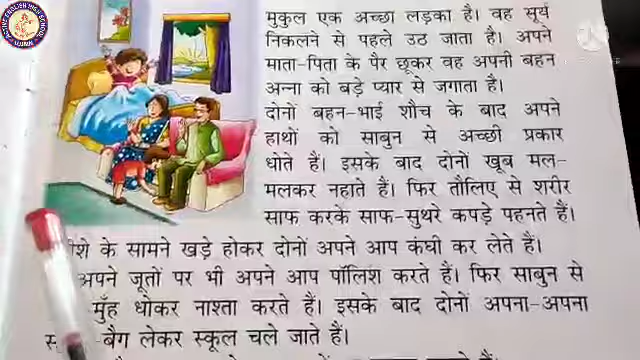 मुकुल एक अच्छा लड़का है। वह सूर्य
निकलने से पहले उठ जाता है। अपने
माता-पिता के पैर छूकर वह अपनी बहन
अन्ना को बड़े प्यार से जगाता है।
दोनों बहन-भाई शौच के बाद अपने
हाथों को साबुन से अच्छी प्रकार
धोते हैं। इसके बाद दोनों खूब मल-
मलकर नहाते हैं। फिर तौलिए से शरीर
साफ करके साफ-सुथरे कपड़े पहनते हैं।
के सामने खड़े होकर दोनों अपने आप कंघी कर लेते हैं।
अपने जूतों पर भी अपने आप पॉलिश करते हैं। फिर साबुन से
मुँह धोकर नाश्ता करते हैं। इसके बाद दोनों अपना-अपना
-बैग लेकर स्कूल चले जाते हैं।